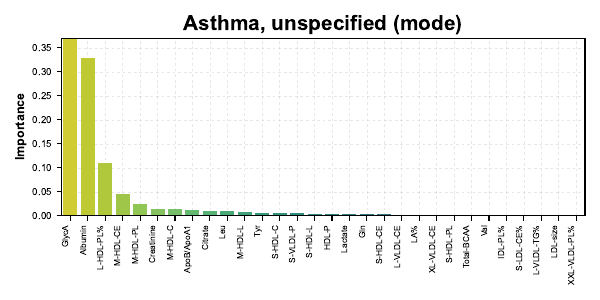 Asthma, unspecified (mode)
Importance
0.35
0.30
0.25
0.20
0.15
0.10
0.05
0.00
GlycA
Albumin
L-HDL-PL%
M-HDL-CE
M-HDL-PL
Creatinine
M-HDL-C
ApoB/ApoA1
Citrate
Leu
M-HDL-L
Tyr
S-HDL-C
S-VLDL-P
S-HDL-L
HDL-P
Lactate
Gln
S-HDL-CE
L-VLDL-CE
LA%
XL-VLDL-CE
S-HDL-PL
Total-BCAA
Val
IDL-PL%
S-LDL-CE%
L-VLDL-TG%
LDL-size
XXL-VLDL-PL%